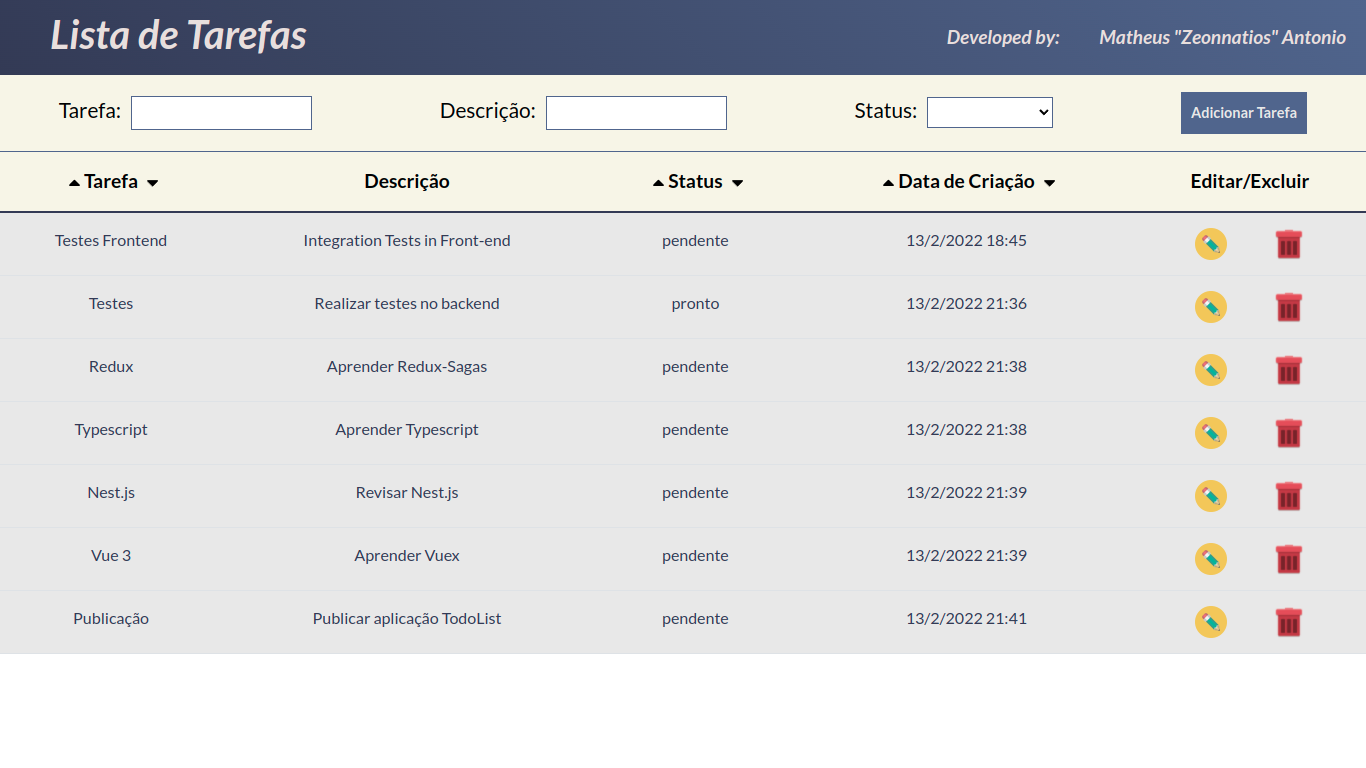 Lista de Tarefas Developed by: Matheus "Zeonnatios" Antonio
Tarefa: Descrição: Status: Adicionar Tarefa
Tarefa Descrição Status Data de Criação Editar/Excluir
Testes Frontend Integration Tests in Front-end pendente 13/2/2022 18:45
Testes Realizar testes no backend pronto 13/2/2022 21:36
Redux Aprender Redux-Sagas pendente 13/2/2022 21:38
Typescript Aprender Typescript pendente 13/2/2022 21:38
Nest.js Revisar Nest.js pendente 13/2/2022 21:39
Vue 3 Aprender Vuex pendente 13/2/2022 21:39
Publicação Publicar aplicação TodoList pendente 13/2/2022 21:41